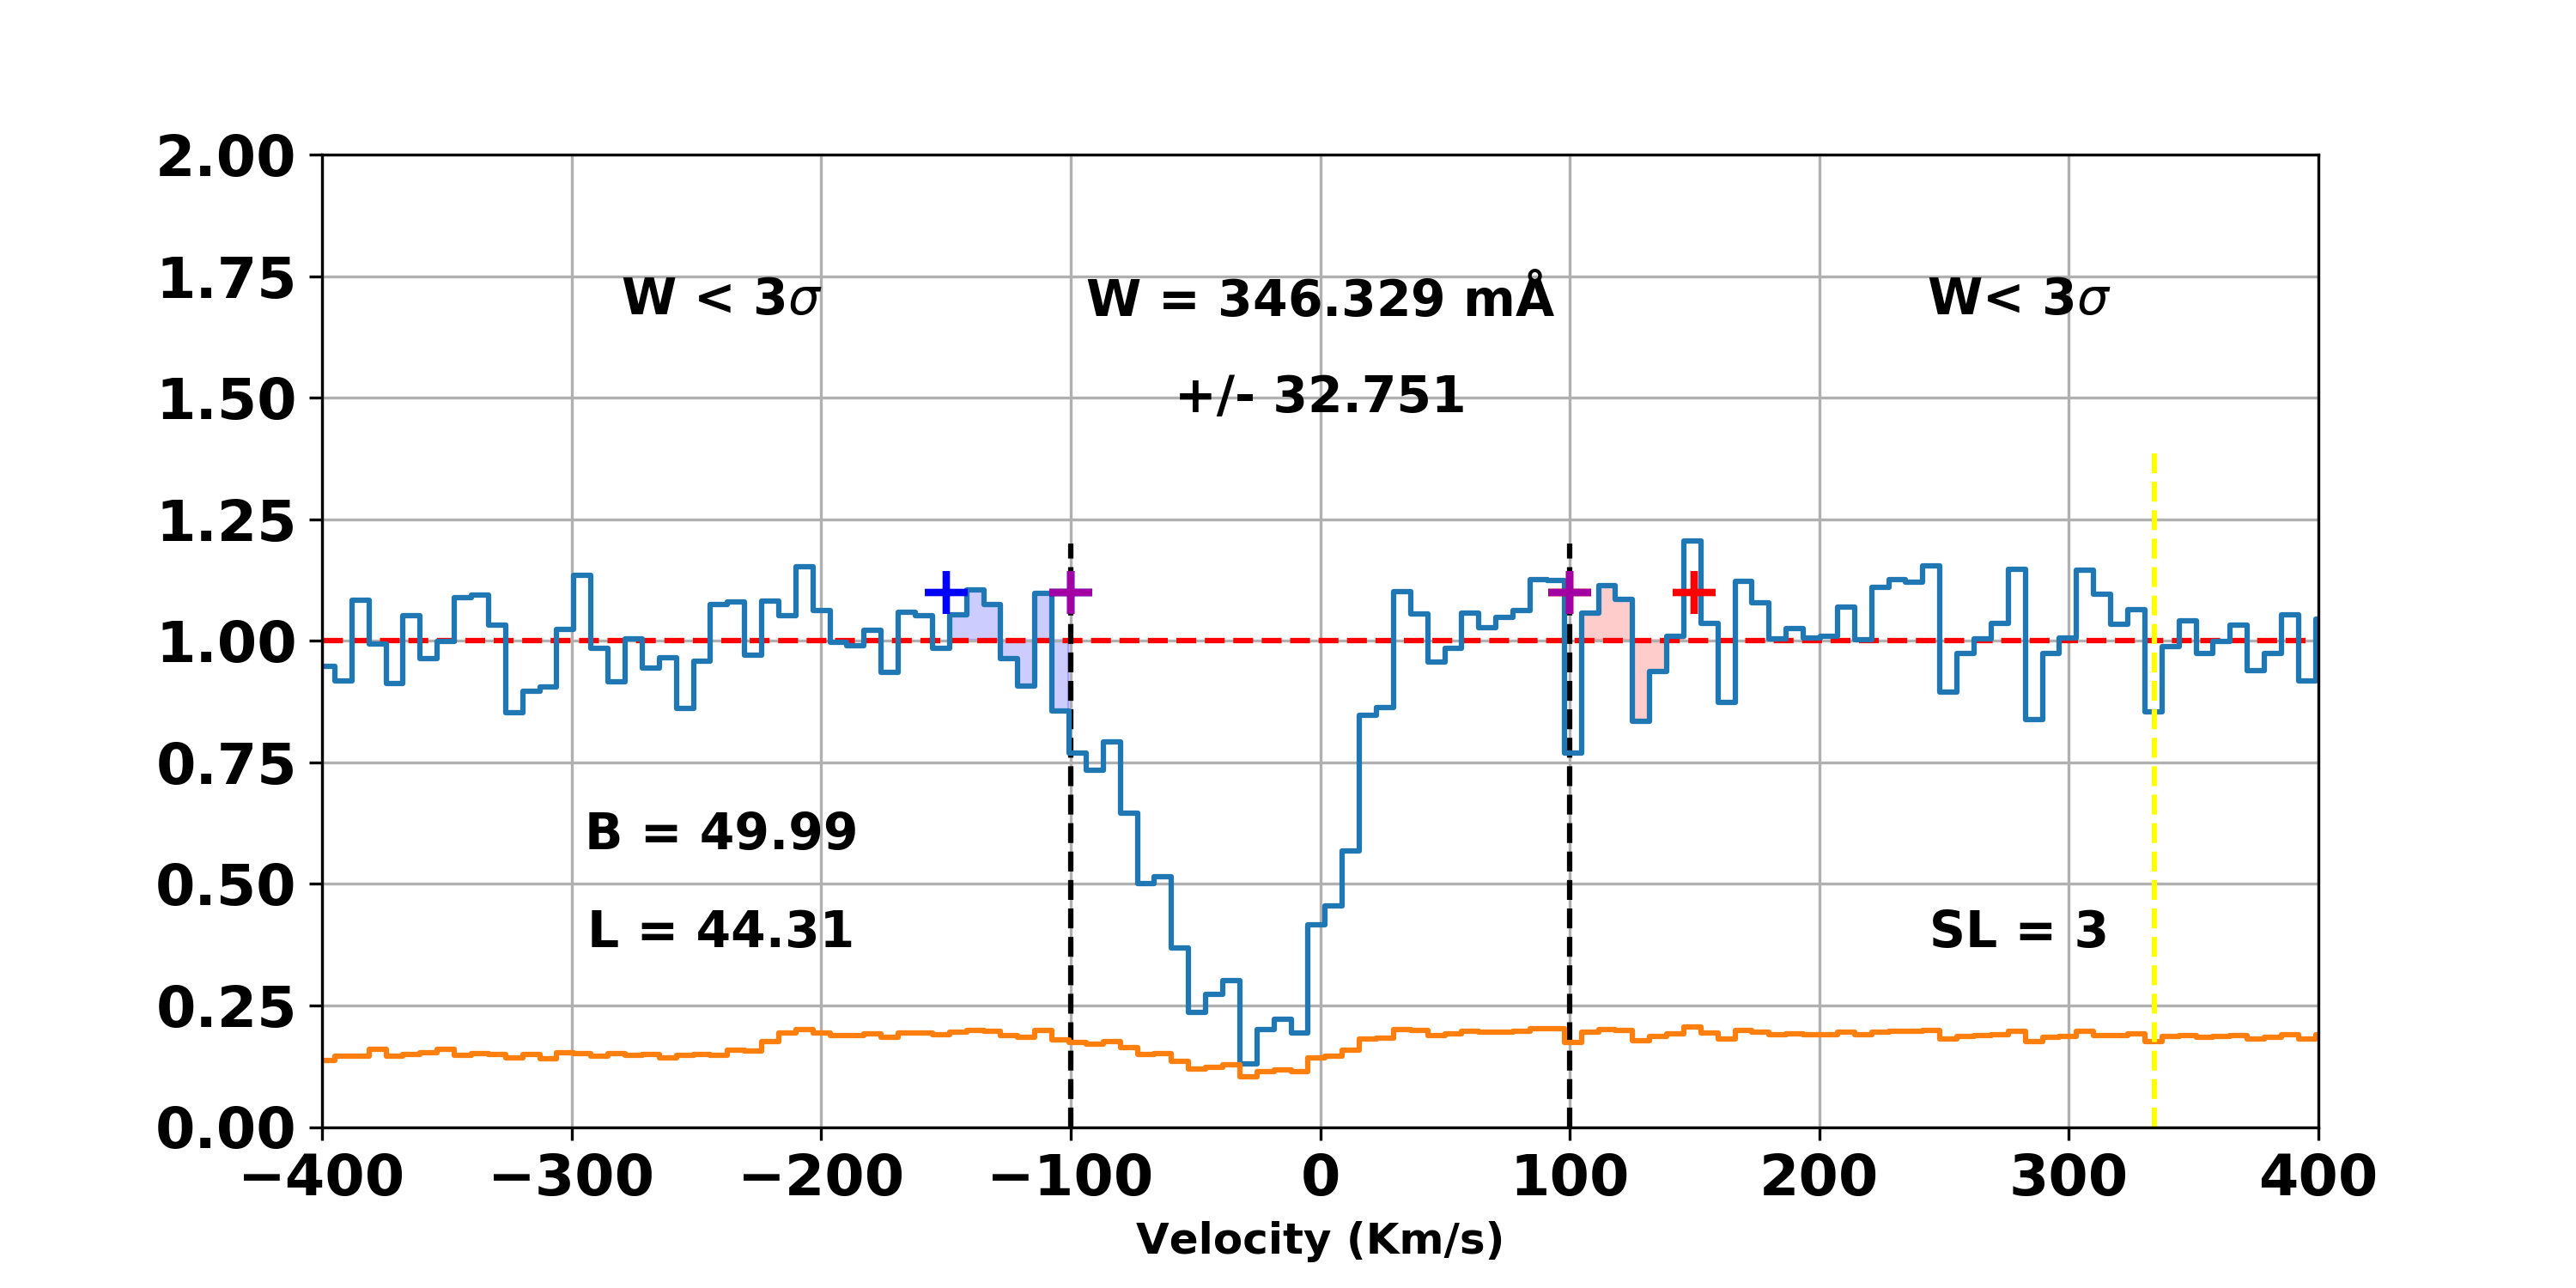 2.00
1.75
W < 3σ
W = 346.329 mÅ
W< 3σ
1.50
+/- 32.751
1.25
1.00
0.75
B = 49.99
0.50
L = 44.31
SL = 3
0.25
0.00
−400 −300 −200 −100 0 100 200 300 400
Velocity (Km/s)